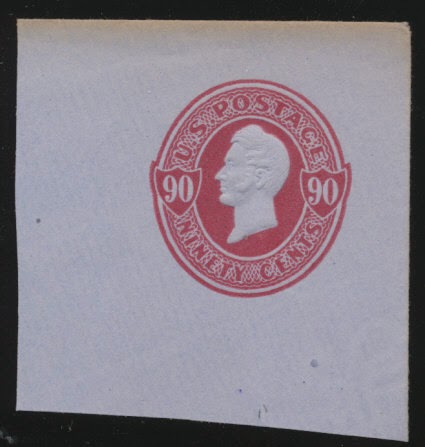 U S POSTAGE
90 90
NINETY CENTS